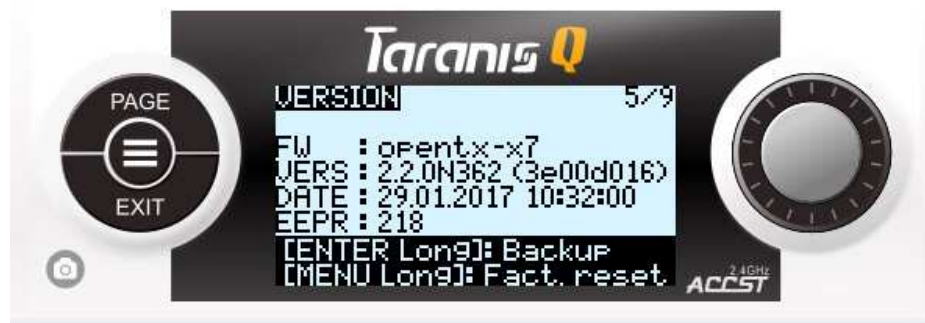 Taranis Q
PAGE
EXIT
VERSION 5/9
FW : opentx-x7
VERS : 2.2.0N362 (3e00d016)
DATE : 29.01.2017 10:32:00
EEPR : 218
[ENTER Long]: Backup
[MENU Long]: Fact. reset
2.4GHz
ACCST